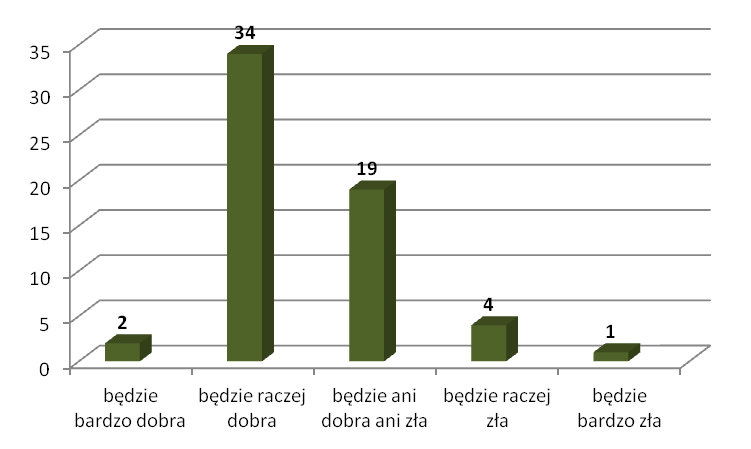 35
30
25
20
15
10
5
0
2
34
19
4
1
będzie
bardzo dobra
będzie raczej
dobra
będzie ani
dobra ani zła
będzie raczej
zła
będzie
bardzo zła